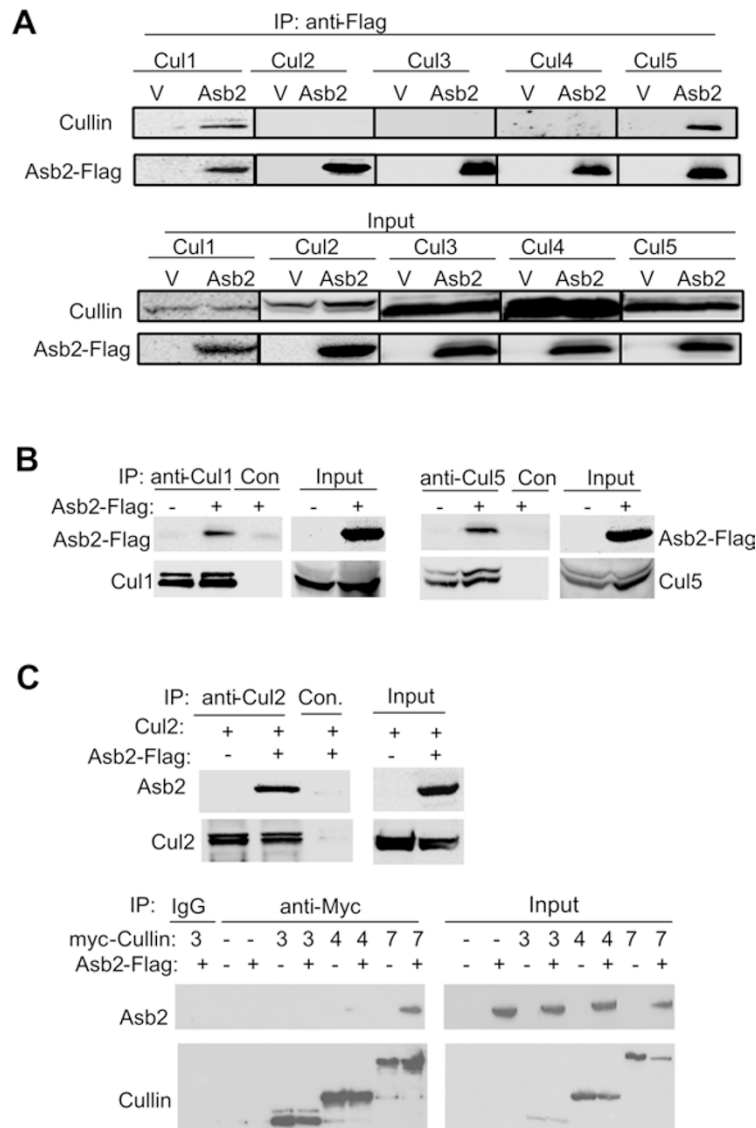 A
IP: anti-Flag
Cul1 Cul2 Cul3 Cul4 Cul5
V Asb2 V Asb2 V Asb2 V Asb2 V Asb2
Cullin
Asb2-Flag
Input
Cul1 Cul2 Cul3 Cul4 Cul5
V Asb2 V Asb2 V Asb2 V Asb2 V Asb2
Cullin
Asb2-Flag
B
IP: anti-Cul1 Con Input anti-Cul5 Con Input
Asb2-Flag: - + + - + - + + - +
Asb2-Flag Asb2-Flag
Cul1 Cul5
C
IP: anti-Cul2 Con. Input
Cul2: + + + + +
Asb2-Flag: - + + - +
Asb2
Cul2
IP: IgG anti-Myc Input
myc-Cullin: 3 - - 3 3 4 4 7 7 - - 3 3 4 4 7 7
Asb2-Flag: + - + - + - + - + - + - + - + - +
Asb2
Cullin